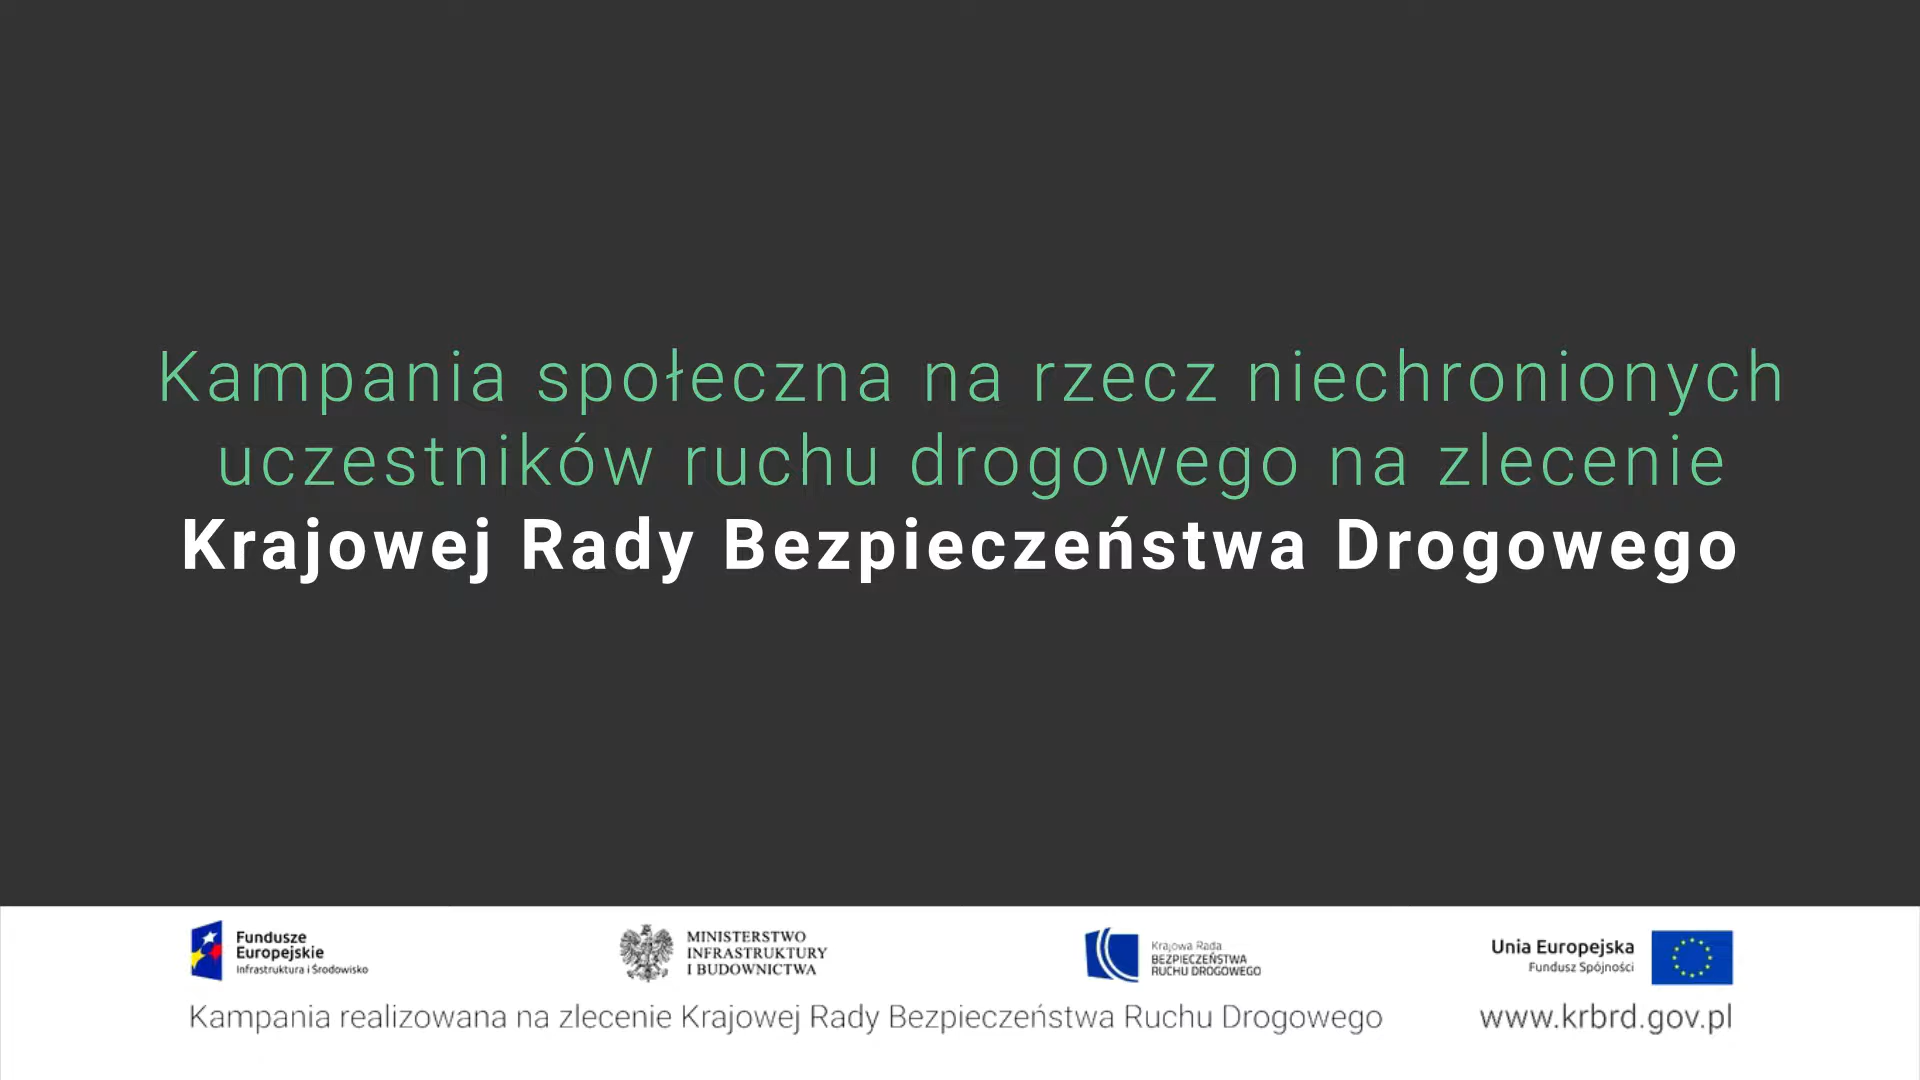 Kampania społeczna na rzecz niechronionych
uczestników ruchu drogowego na zlecenie
Krajowej Rady Bezpieczeństwa Drogowego
Fundusze
Europejskie
Infrastruktura i Środowisko
MINISTERSTWO
INFRASTRUKTURY
I BUDOWNICTWA
Krajowa Rada
BEZPIECZEŃSTWA
RUCHU DROGOWEGO
Unia Europejska
Fundusz Spójności
Kampania realizowana na zlecenie Krajowej Rady Bezpieczeństwa Ruchu Drogowego
www.krbrd.gov.pl